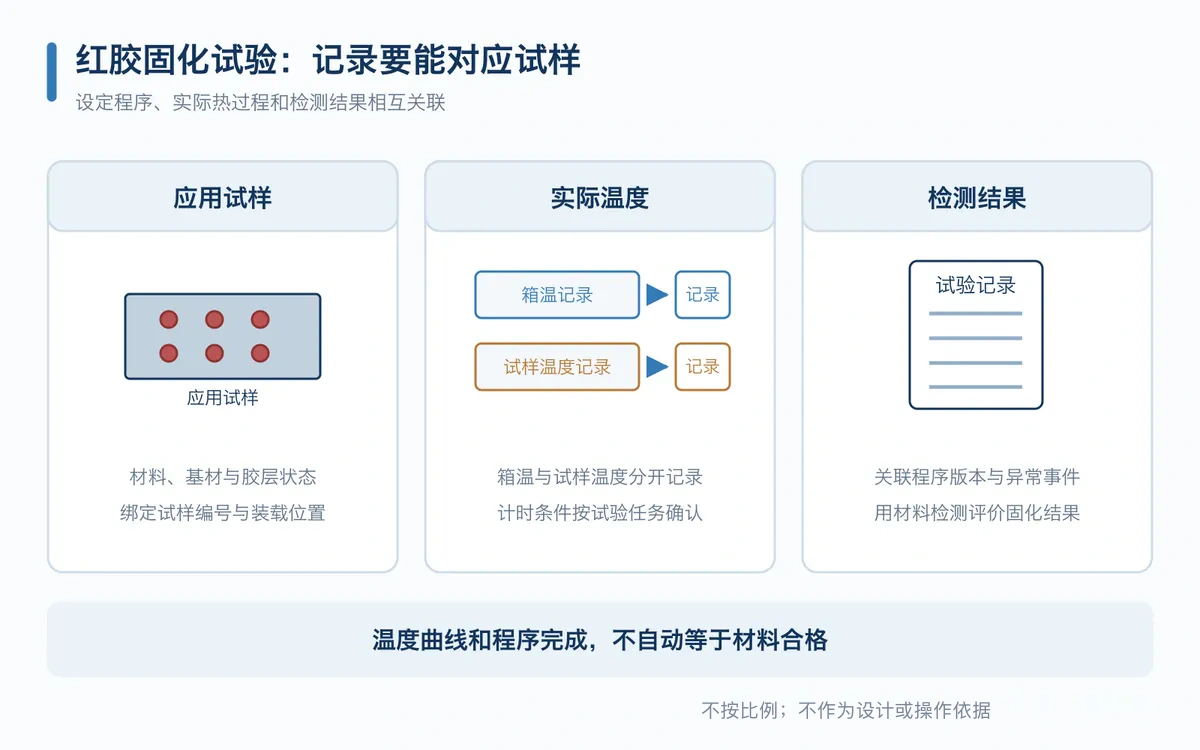 红胶固化试验：记录要能对应试样
设定程序、实际热过程和检测结果相互关联
应用试样
应用试样
材料、基材与胶层状态
绑定试样编号与装载位置
实际温度
箱温记录
记录
试样温度记录
记录
箱温与试样温度分开记录
计时条件按试验任务确认
检测结果
试验记录
关联程序版本与异常事件
用材料检测评价固化结果
温度曲线和程序完成，不自动等于材料合格
不按比例；不作为设计或操作依据